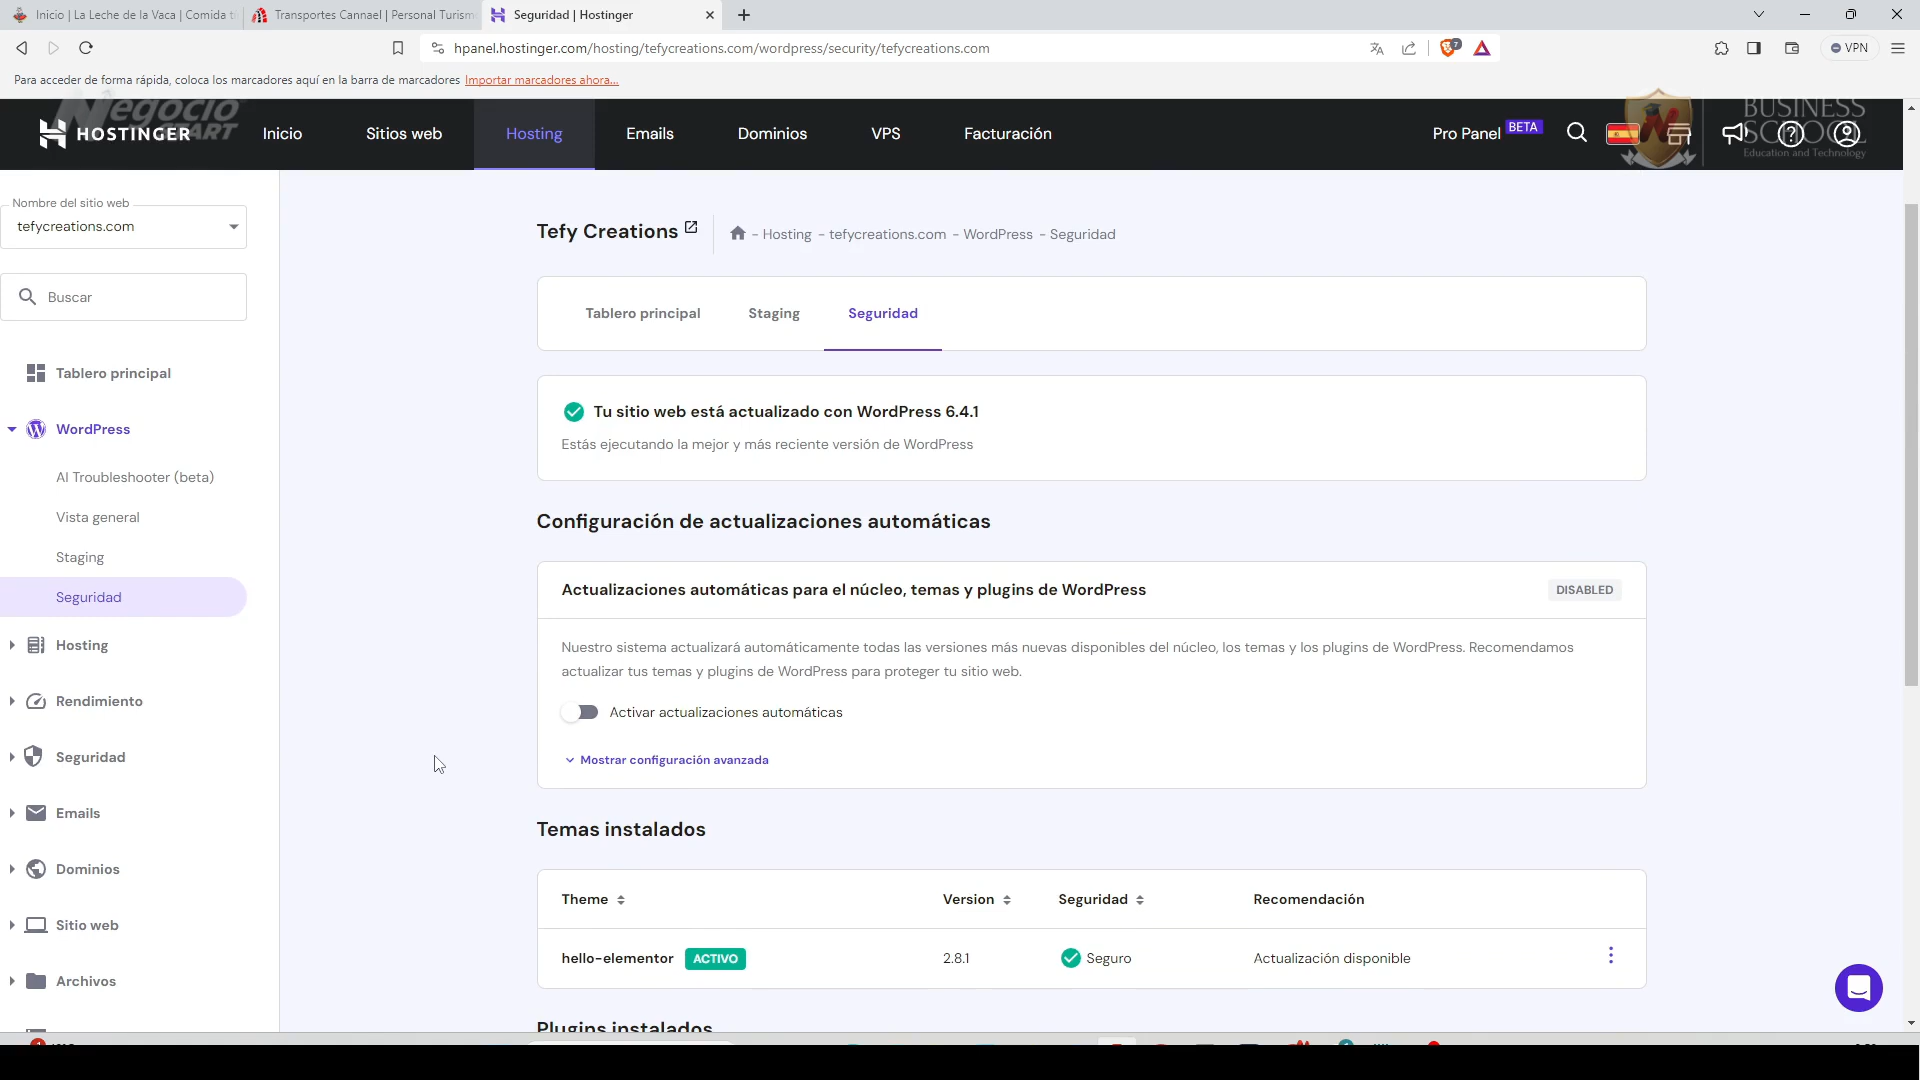 Inicio | La Leche de la Vaca | Comida t
Transportes Cannael | Personal Turism
Seguridad | Hostinger
hpanel.hostinger.com/hosting/tefycreations.com/wordpress/security/tefycreations.com
VPN
Para acceder de forma rápida, coloca los marcadores aquí en la barra de marcadores Importar marcadores ahora...
Negocio
HOSTINGER
Inicio
Sitios web
Hosting
Emails
Dominios
VPS
Facturación
Pro Panel BETA
BUSINESS
SCHOOL
Education and Technology
Nombre del sitio web
tefycreations.com
Buscar
Tablero principal
WordPress
AI Troubleshooter (beta)
Vista general
Staging
Seguridad
Hosting
Rendimiento
Seguridad
Emails
Dominios
Sitio web
Archivos
Tefy Creations
- Hosting - tefycreations.com - WordPress - Seguridad
Tablero principal
Staging
Seguridad
Tu sitio web está actualizado con WordPress 6.4.1
Estás ejecutando la mejor y más reciente versión de WordPress
Configuración de actualizaciones automáticas
Actualizaciones automáticas para el núcleo, temas y plugins de WordPress
DISABLED
Nuestro sistema actualizará automáticamente todas las versiones más nuevas disponibles del núcleo, los temas y los plugins de WordPress. Recomendamos
actualizar tus temas y plugins de WordPress para proteger tu sitio web.
Activar actualizaciones automáticas
Mostrar configuración avanzada
Temas instalados
Theme
Version
Seguridad
Recomendación
hello-elementor
ACTIVO
2.8.1
Seguro
Actualización disponible
Plugins instalados